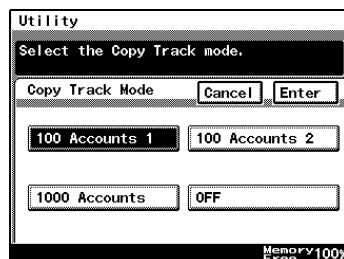 Utility
Select the Copy Track mode.
Copy Track Mode
Cancel
Enter
100 Accounts 1
100 Accounts 2
1000 Accounts
OFF
Memory 100%
Free